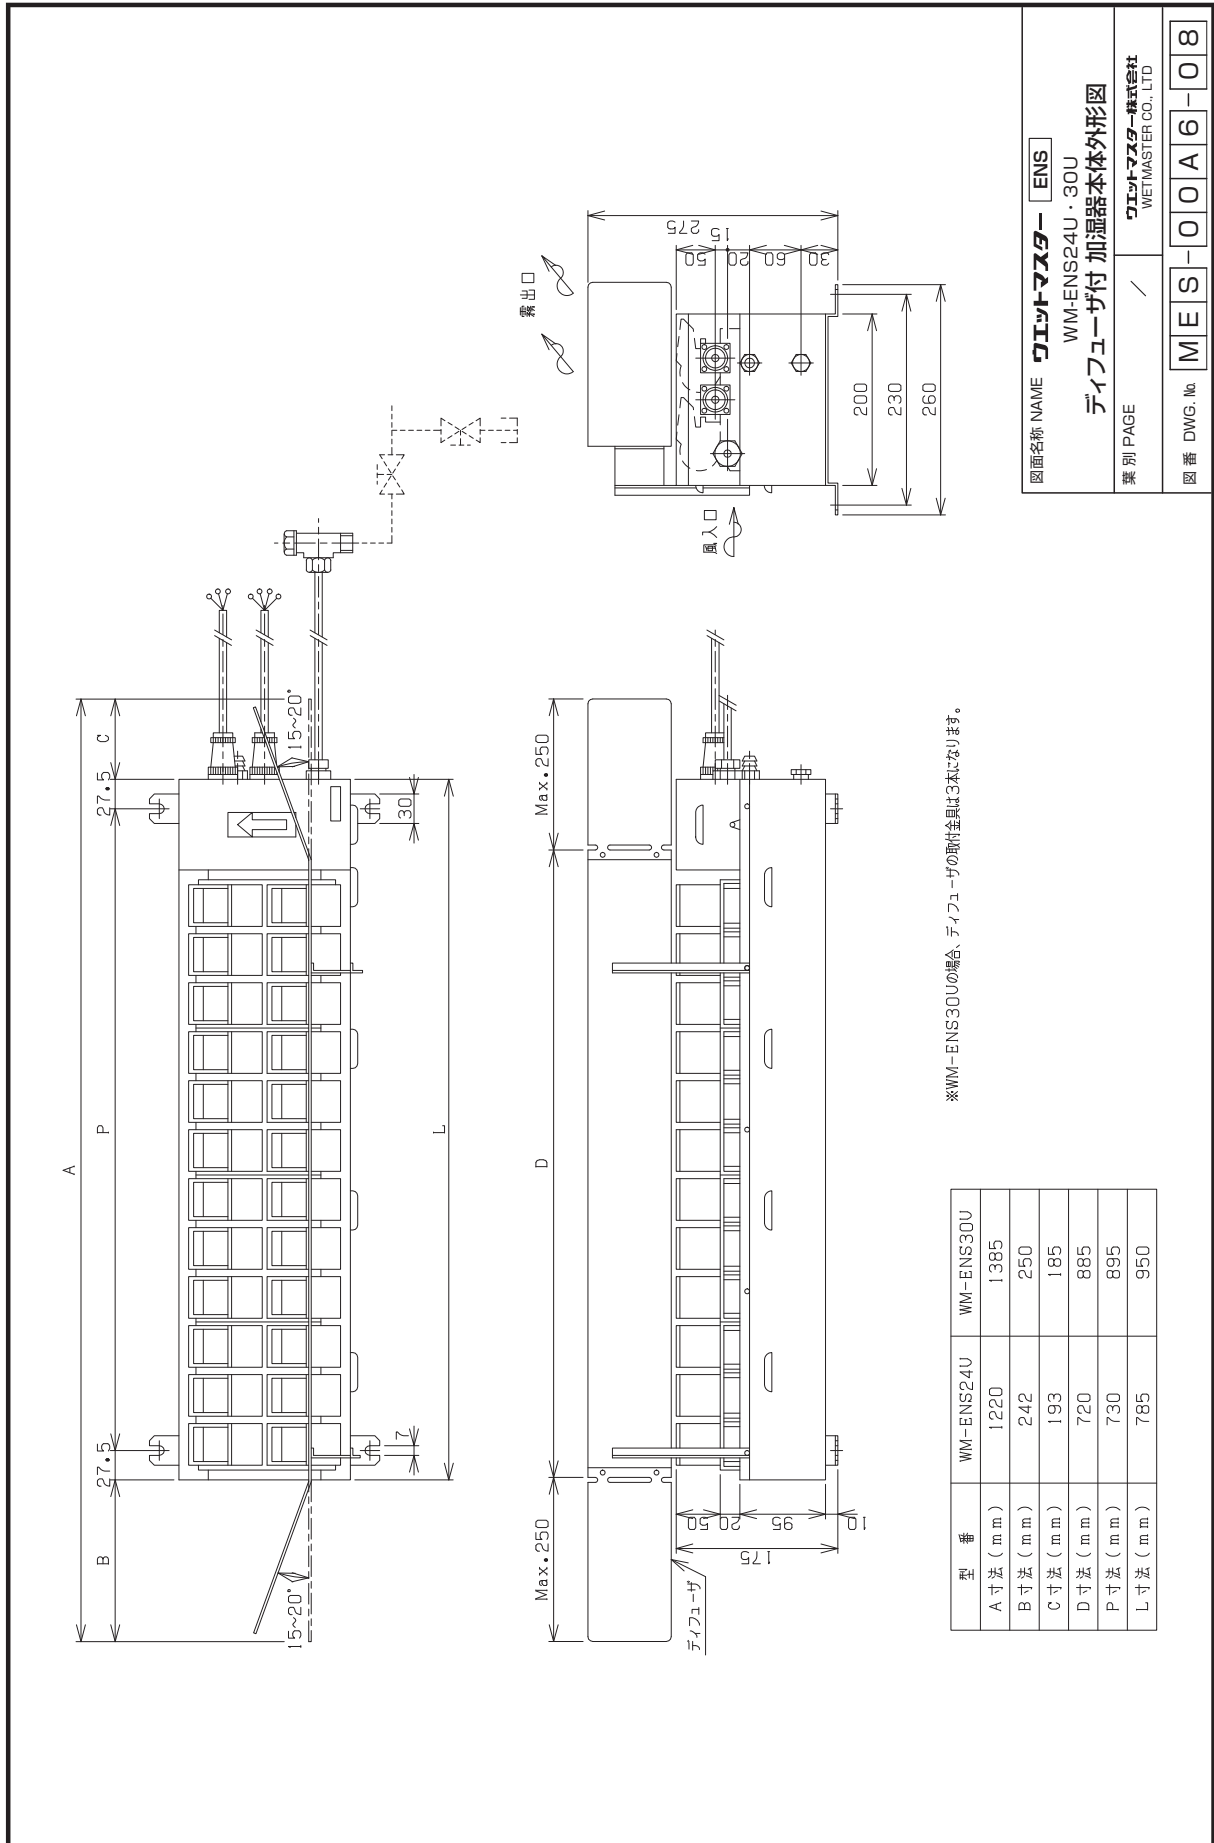 A
B
27.5
P
27.5
C
15~20°
7
L
30
15~20°
Max.250
D
Max.250
ディフューザ
175
50
20
95
10
霧出口
風入口
275
50
15
20
60
30
200
230
260
※WM-ENS30Uの場合、ディフューザの取付金具は3本になります。
型 番 WM-ENS24U WM-ENS30U
A寸法(mm) 1220 1385
B寸法(mm) 242 250
C寸法(mm) 193 185
D寸法(mm) 720 885
P寸法(mm) 730 895
L寸法(mm) 785 950
図面名称 NAME ウエットマスター ENS
WM-ENS24U・30U
ディフューザ付 加湿器本体外形図
葉 別 PAGE /
ウエットマスター株式会社
WETMASTER CO., LTD
図 番 DWG. № MES-00A6-08